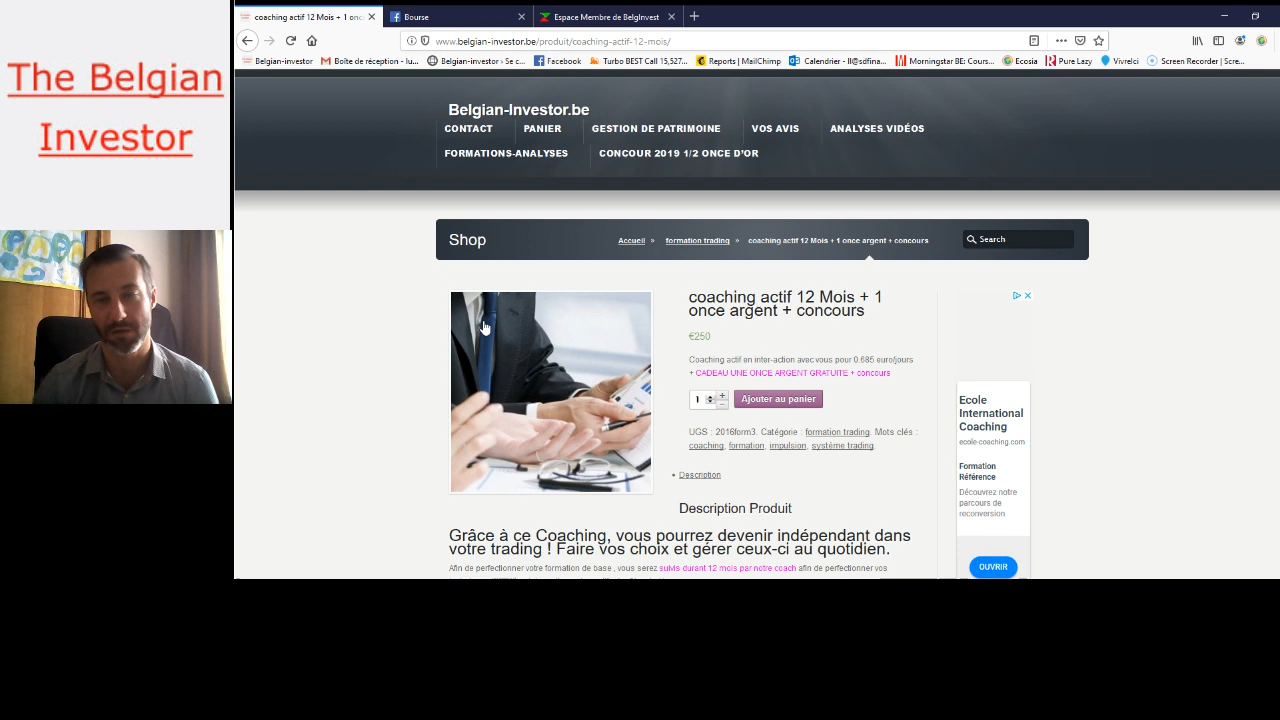 The Belgian
Investor
coaching actif 12 Mois + 1 onc
Bourse
Espace Membre de BelgInvest
www.belgian-investor.be/produit/coaching-actif-12-mois/
Belgian-investor
Boîte de réception - lu...
Belgian-investor › Se c...
Facebook
Turbo BEST Call 15,527...
Reports | MailChimp
Calendrier - ll@sdfina...
Morningstar BE: Cours...
Ecosia
Pure Lazy
Vivrelci
Screen Recorder | Scre...
Belgian-Investor.be
CONTACT PANIER GESTION DE PATRIMOINE VOS AVIS ANALYSES VIDÉOS
FORMATIONS-ANALYSES CONCOUR 2019 1/2 ONCE D'OR
Shop
Accueil » formation trading » coaching actif 12 Mois + 1 once argent + concours
Search
coaching actif 12 Mois + 1
once argent + concours
€250
Coaching actif en inter-action avec vous pour 0.685 euro/jours
+ CADEAU UNE ONCE ARGENT GRATUITE + concours
1
Ajouter au panier
UGS : 2016form3. Catégorie : formation trading. Mots clés :
coaching, formation, impulsion, système trading.
• Description
Description Produit
Grâce à ce Coaching, vous pourrez devenir indépendant dans
votre trading ! Faire vos choix et gérer ceux-ci au quotidien.
Afin de perfectionner votre formation de base , vous serez suivis durant 12 mois par notre coach afin de perfectionner vos
Ecole
International
Coaching
ecole-coaching.com
Formation
Référence
Découvrez notre
parcours de
reconversion
OUVRIR